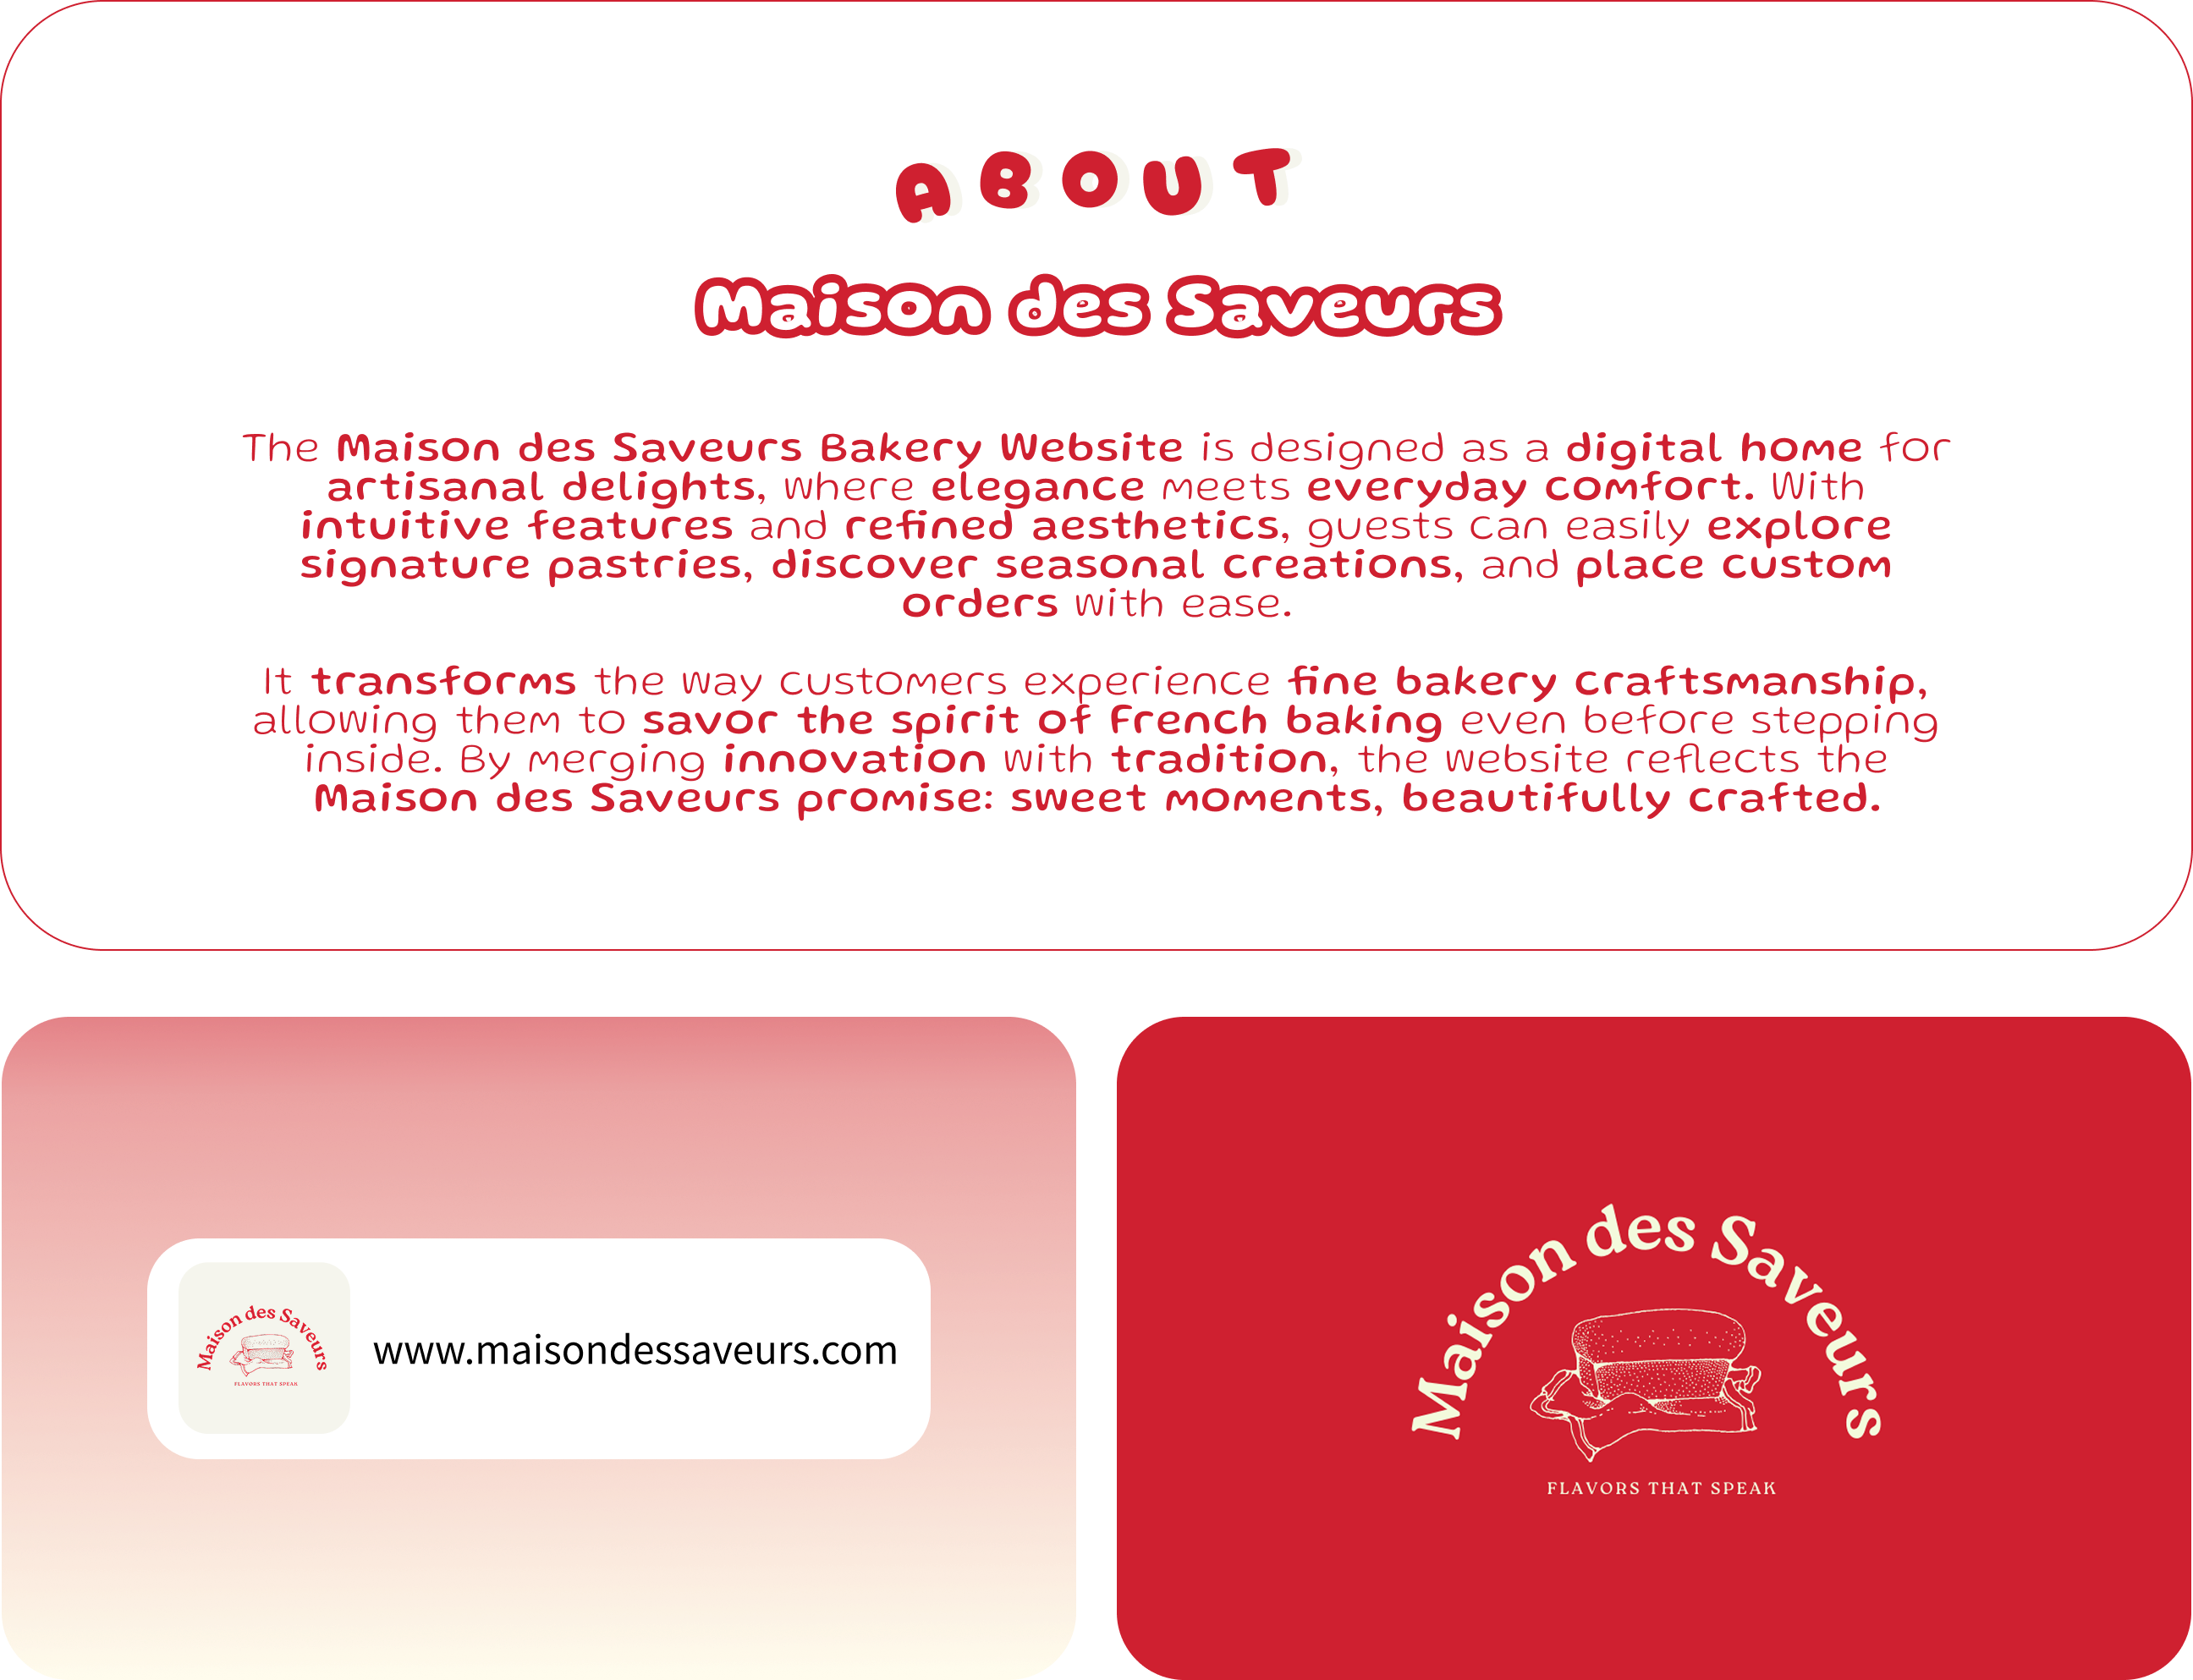 ABOUT
Maison des Saveurs
The Maison des Saveurs Bakery Website is designed as a digital home for
artisanal delights, where elegance meets everyday comfort. With
intuitive features and refined aesthetics, guests can easily explore
signature pastries, discover seasonal creations, and place custom
orders with ease.
It transforms the way customers experience fine bakery craftsmanship,
allowing them to savor the spirit of French baking even before stepping
inside. By merging innovation with tradition, the website reflects the
Maison des Saveurs promise: sweet moments, beautifully crafted.
Maison des Saveurs
FLAVORS THAT SPEAK
www.maisondessaveurs.com
Maison des Saveurs
FLAVORS THAT SPEAK